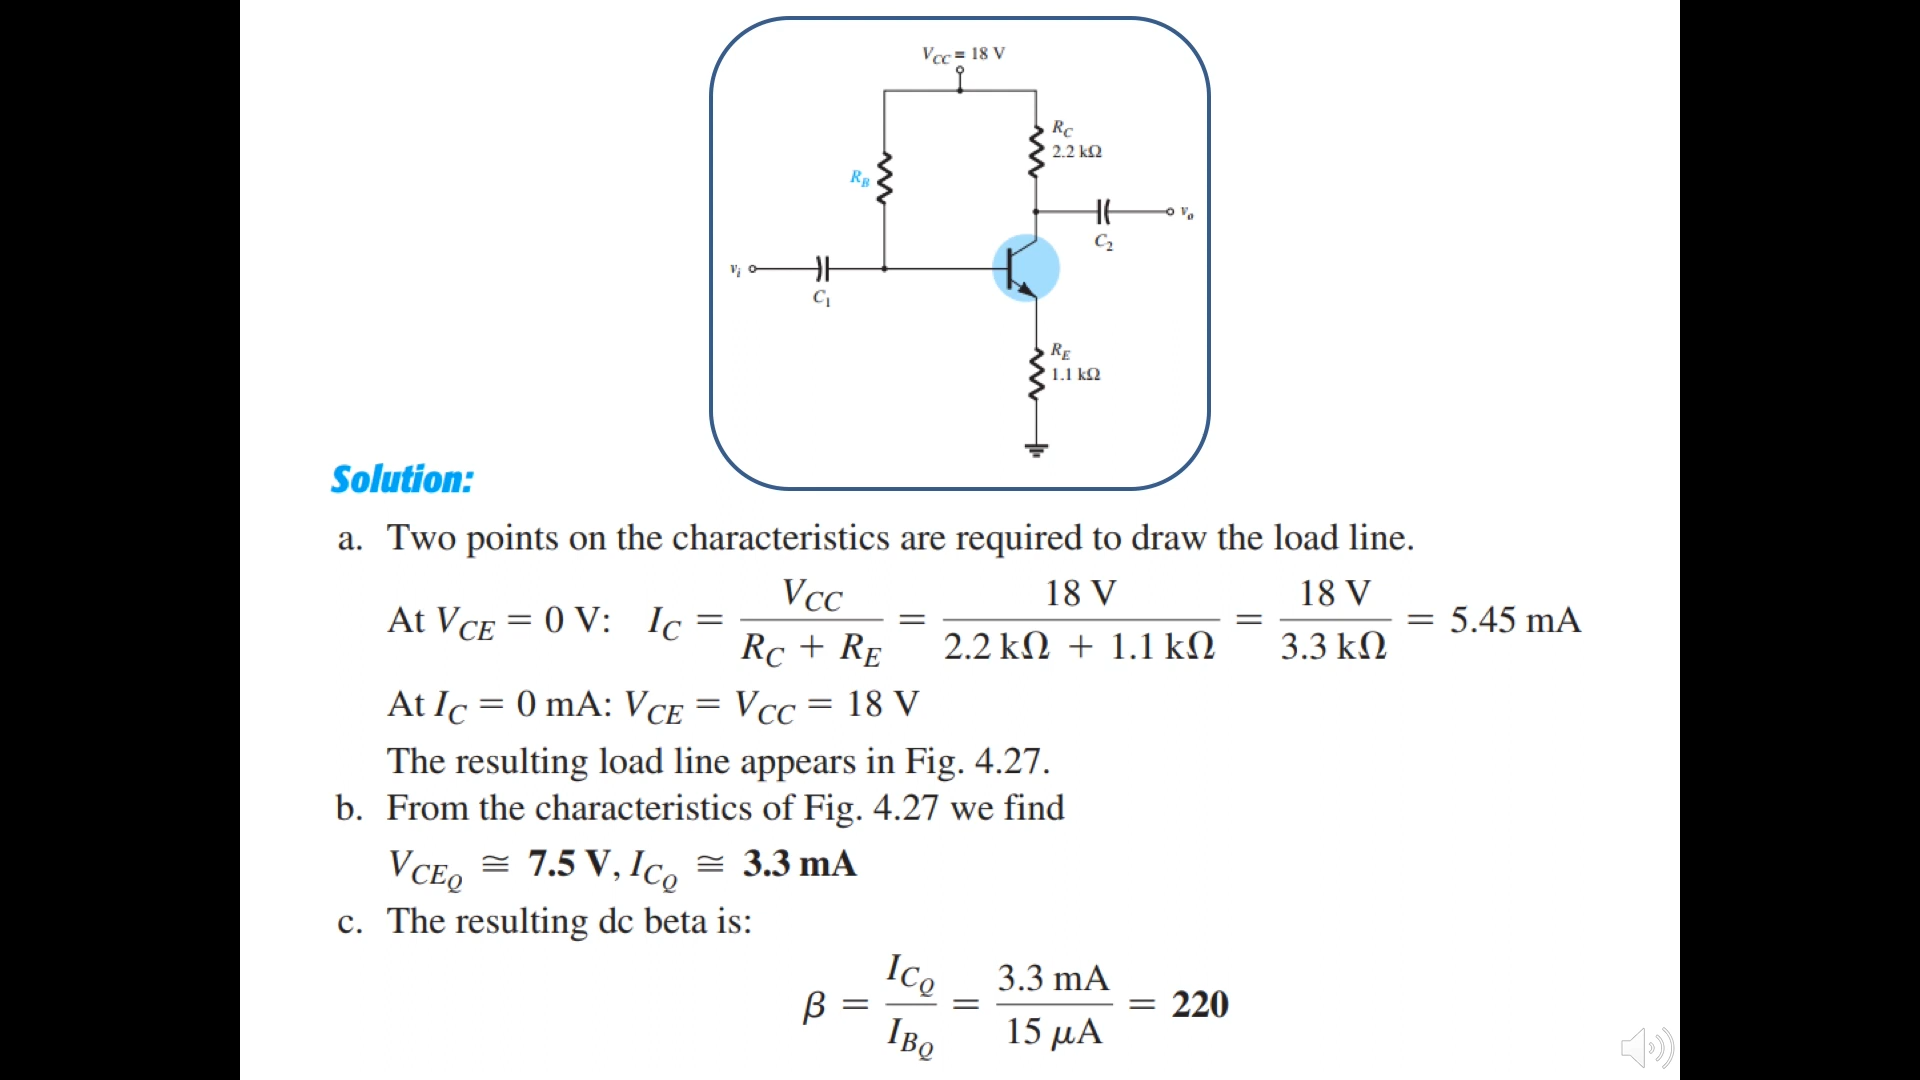 V_CC = 18 V
R_C
2.2 kΩ
R_B
v_o
C_2
v_i
C_1
R_E
1.1 kΩ
Solution:
a. Two points on the characteristics are required to draw the load line.
At V_CE = 0 V: I_C = V_CC / (R_C + R_E) = 18 V / (2.2 kΩ + 1.1 kΩ) = 18 V / 3.3 kΩ = 5.45 mA
At I_C = 0 mA: V_CE = V_CC = 18 V
The resulting load line appears in Fig. 4.27.
b. From the characteristics of Fig. 4.27 we find
V_CE_Q ≅ 7.5 V, I_C_Q ≅ 3.3 mA
c. The resulting dc beta is:
β = I_C_Q / I_B_Q = 3.3 mA / 15 μA = 220